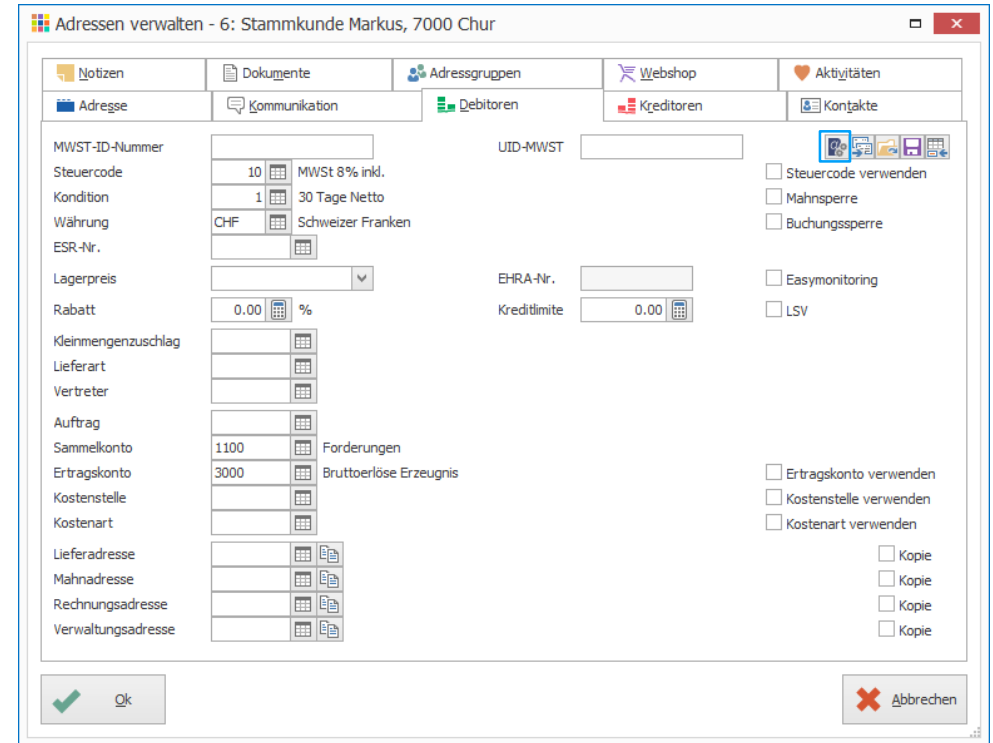 Adressen verwalten - 6: Stammkunde Markus, 7000 Chur
Notizen Dokumente Adressgruppen Webshop Aktivitäten
Adresse Kommunikation Debitoren Kreditoren Kontakte
MWST-ID-Nummer UID-MWST
Steuercode 10 MWSt 8% inkl. Steuercode verwenden
Kondition 1 30 Tage Netto Mahnsperre
Währung CHF Schweizer Franken Buchungssperre
ESR-Nr.
Lagerpreis EHRA-Nr. Easymonitoring
Rabatt 0.00 % Kreditlimite 0.00 LSV
Kleinmengenzuschlag
Lieferart
Vertreter
Auftrag
Sammelkonto 1100 Forderungen
Ertragskonto 3000 Bruttoerlöse Erzeugnis Ertragskonto verwenden
Kostenstelle Kostenstelle verwenden
Kostenart Kostenart verwenden
Lieferadresse Kopie
Mahnadresse Kopie
Rechnungsadresse Kopie
Verwaltungsadresse Kopie
Ok Abbrechen